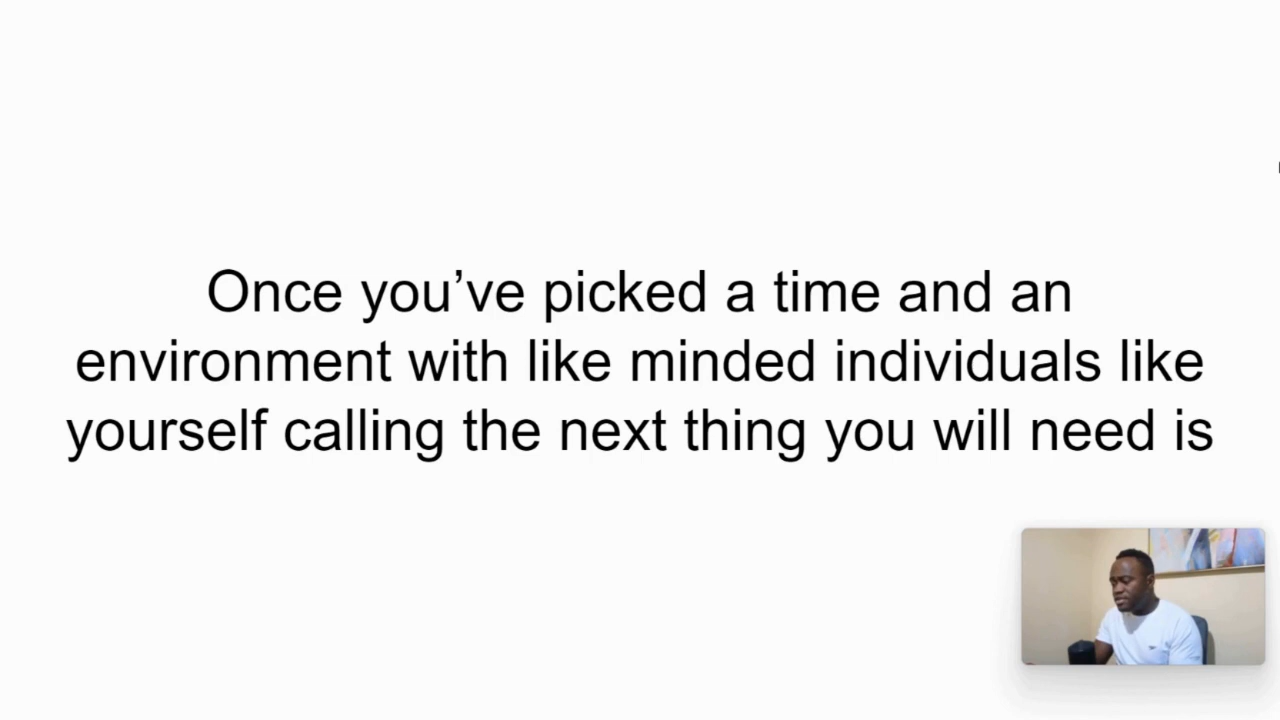 Once you’ve picked a time and an
environment with like minded individuals like
yourself calling the next thing you will need is